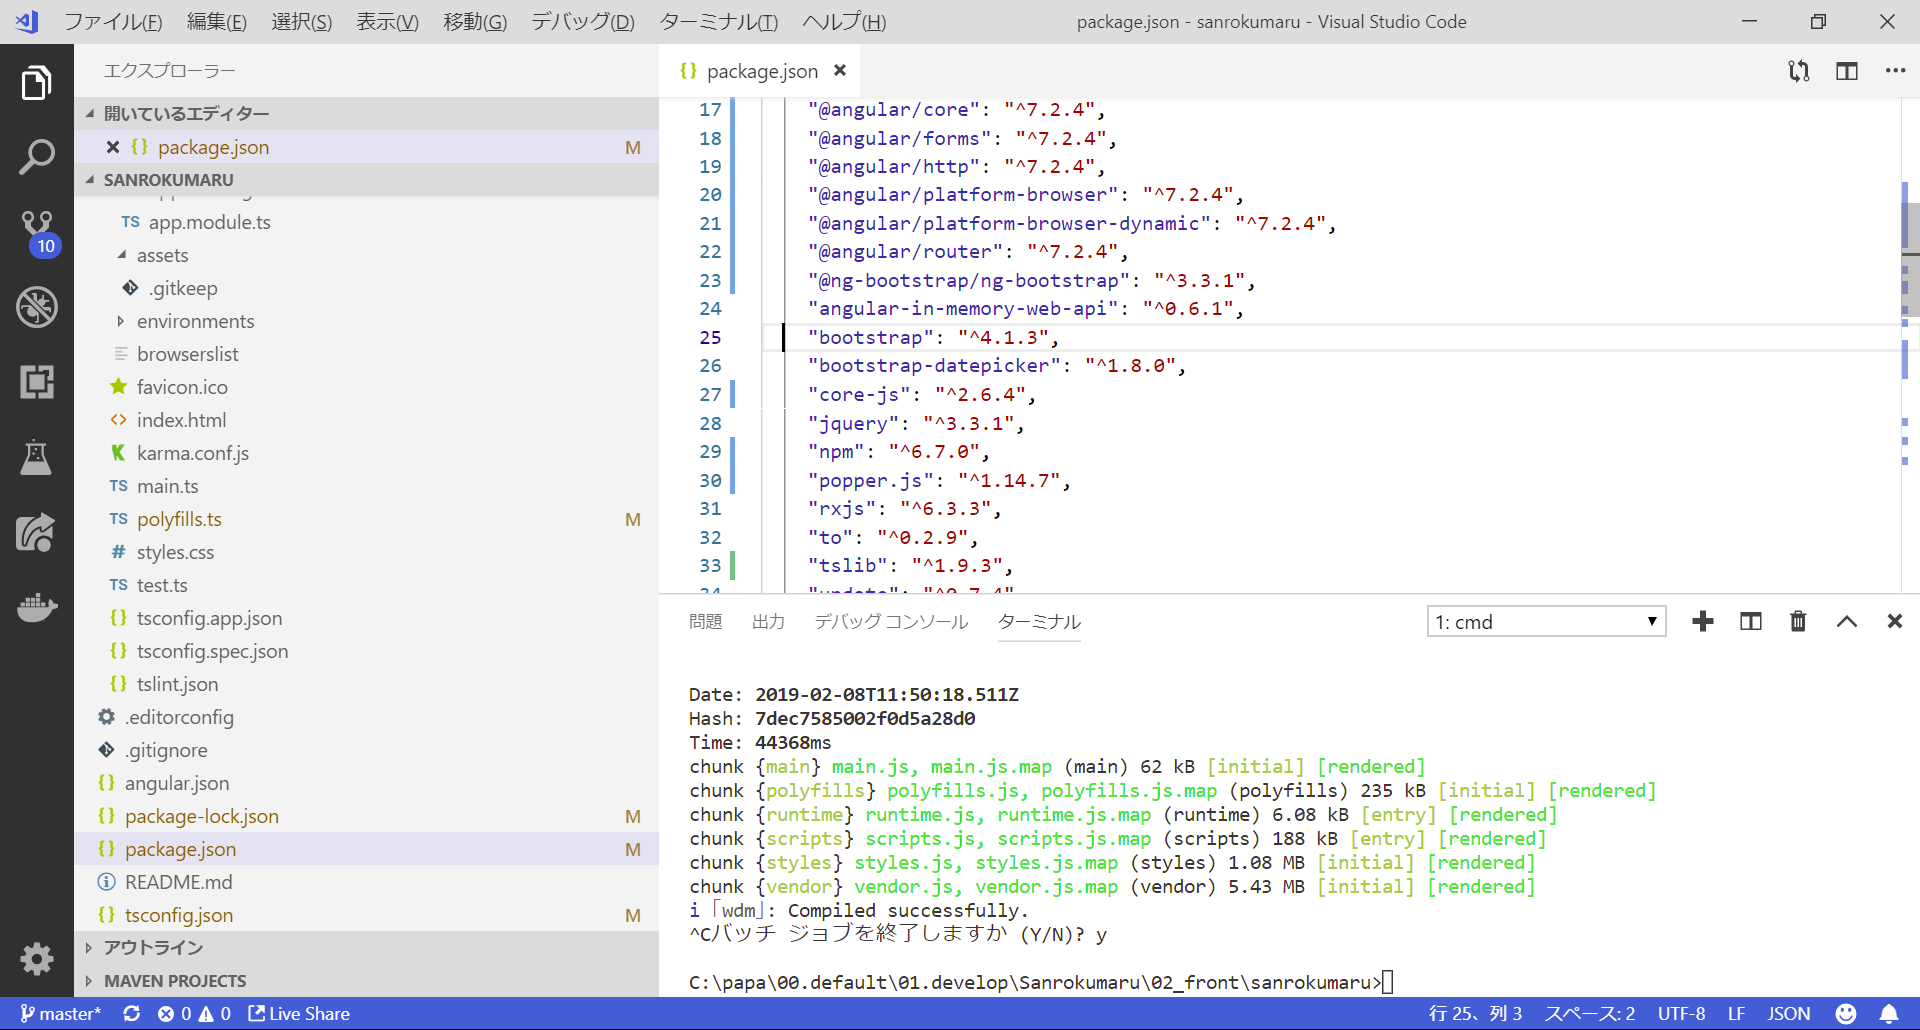 ファイル(F) 編集(E) 選択(S) 表示(V) 移動(G) デバッグ(D) ターミナル(T) ヘルプ(H) package.json - sanrokumaru - Visual Studio Code
エクスプローラー
開いているエディター
{} package.json M
SANROKUMARU
TS app.module.ts
assets
.gitkeep
environments
browserslist
favicon.ico
<> index.html
karma.conf.js
TS main.ts
TS polyfills.ts M
# styles.css
TS test.ts
{} tsconfig.app.json
{} tsconfig.spec.json
{} tslint.json
.editorconfig
.gitignore
{} angular.json
{} package-lock.json M
{} package.json M
README.md
{} tsconfig.json M
アウトライン
MAVEN PROJECTS
10
{} package.json
17 "@angular/core": "^7.2.4",
18 "@angular/forms": "^7.2.4",
19 "@angular/http": "^7.2.4",
20 "@angular/platform-browser": "^7.2.4",
21 "@angular/platform-browser-dynamic": "^7.2.4",
22 "@angular/router": "^7.2.4",
23 "@ng-bootstrap/ng-bootstrap": "^3.3.1",
24 "angular-in-memory-web-api": "^0.6.1",
25 "bootstrap": "^4.1.3",
26 "bootstrap-datepicker": "^1.8.0",
27 "core-js": "^2.6.4",
28 "jquery": "^3.3.1",
29 "npm": "^6.7.0",
30 "popper.js": "^1.14.7",
31 "rxjs": "^6.3.3",
32 "to": "^0.2.9",
33 "tslib": "^1.9.3",
問題 出力 デバッグ コンソール ターミナル 1: cmd
Date: 2019-02-08T11:50:18.511Z
Hash: 7dec7585002f0d5a28d0
Time: 44368ms
chunk {main} main.js, main.js.map (main) 62 kB [initial] [rendered]
chunk {polyfills} polyfills.js, polyfills.js.map (polyfills) 235 kB [initial] [rendered]
chunk {runtime} runtime.js, runtime.js.map (runtime) 6.08 kB [entry] [rendered]
chunk {scripts} scripts.js, scripts.js.map (scripts) 188 kB [entry] [rendered]
chunk {styles} styles.js, styles.js.map (styles) 1.08 MB [initial] [rendered]
chunk {vendor} vendor.js, vendor.js.map (vendor) 5.43 MB [initial] [rendered]
i ｢wdm｣: Compiled successfully.
^Cバッチ ジョブを終了しますか (Y/N)? y
C:\papa\00.default\01.develop\Sanrokumaru\02_front\sanrokumaru>
master* 0 0 Live Share 行 25、列 3 スペース: 2 UTF-8 LF JSON